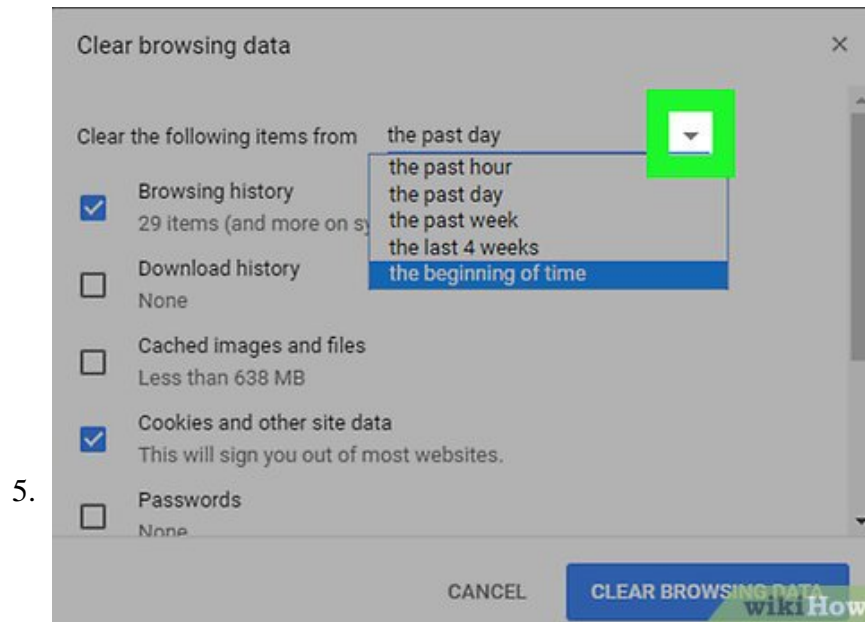 Clear browsing data
Clear the following items from the past day
the past hour
the past day
the past week
the last 4 weeks
the beginning of time
Browsing history
29 items (and more on
Download history
None
Cached images and files
Less than 638 MB
Cookies and other site data
This will sign you out of most websites.
5.
Passwords
None
CANCEL
CLEAR BROWSING DATA
wikiHow